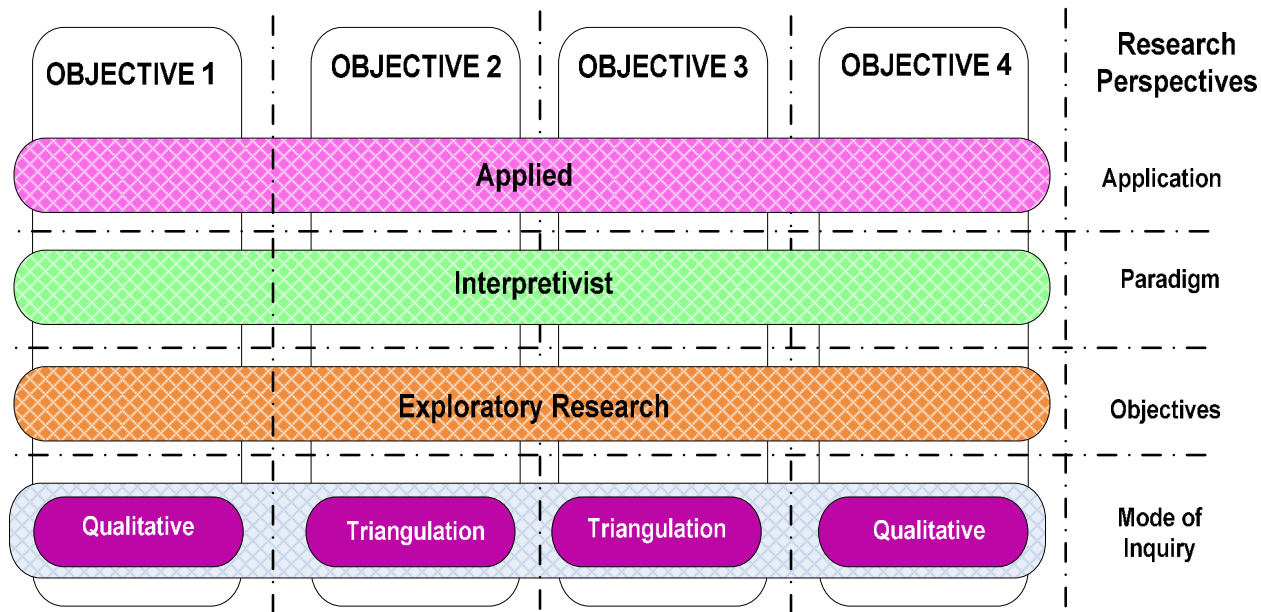 OBJECTIVE 1
OBJECTIVE 2
OBJECTIVE 3
OBJECTIVE 4
Research
Perspectives
Applied
Application
Interpretivist
Paradigm
Exploratory Research
Objectives
Qualitative
Triangulation
Triangulation
Qualitative
Mode of
Inquiry